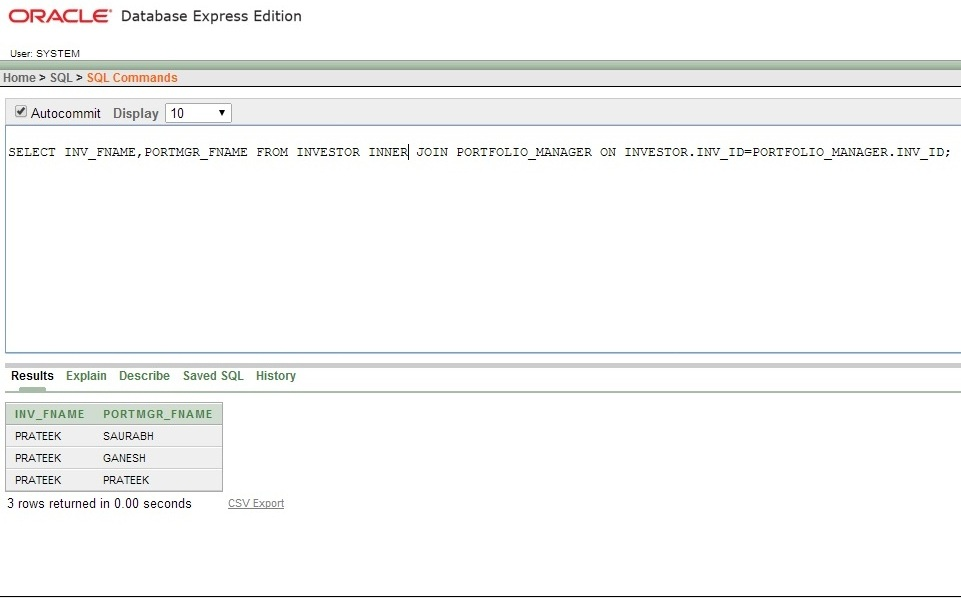 ORACLE® Database Express Edition
User: SYSTEM
Home > SQL > SQL Commands
Autocommit Display 10
SELECT INV_FNAME,PORTMGR_FNAME FROM INVESTOR INNER JOIN PORTFOLIO_MANAGER ON INVESTOR.INV_ID=PORTFOLIO_MANAGER.INV_ID;
Results Explain Describe Saved SQL History
INV_FNAME PORTMGR_FNAME
PRATEEK SAURABH
PRATEEK GANESH
PRATEEK PRATEEK
3 rows returned in 0.00 seconds CSV Export